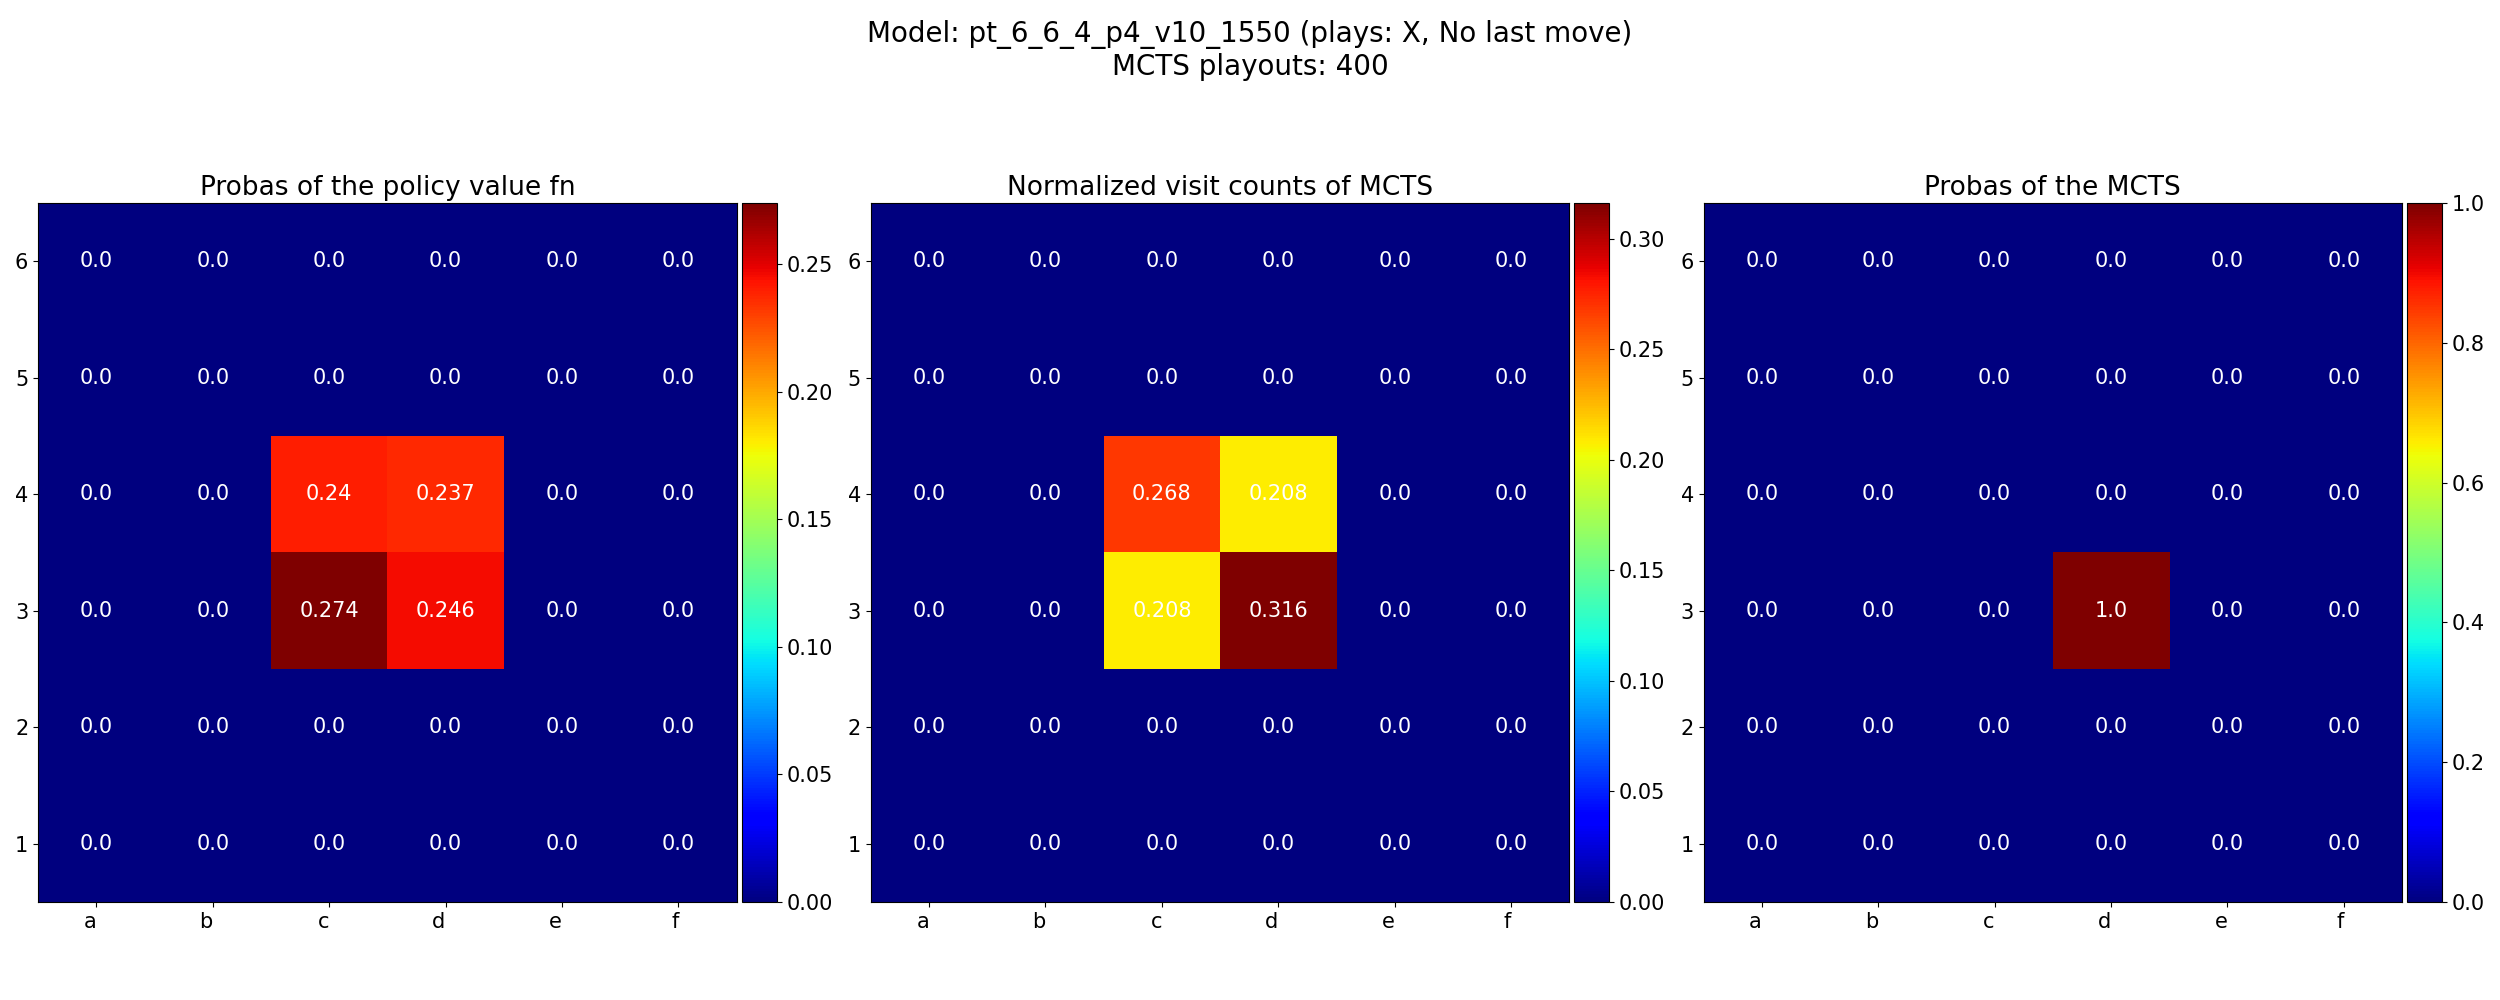 Model: pt_6_6_4_p4_v10_1550 (plays: X, No last move)
MCTS playouts: 400
Probas of the policy value fn
6 0.0 0.0 0.0 0.0 0.0 0.0
5 0.0 0.0 0.0 0.0 0.0 0.0
4 0.0 0.0 0.24 0.237 0.0 0.0
3 0.0 0.0 0.274 0.246 0.0 0.0
2 0.0 0.0 0.0 0.0 0.0 0.0
1 0.0 0.0 0.0 0.0 0.0 0.0
a b c d e f
0.25
0.20
0.15
0.10
0.05
0.00
Normalized visit counts of MCTS
6 0.0 0.0 0.0 0.0 0.0 0.0
5 0.0 0.0 0.0 0.0 0.0 0.0
4 0.0 0.0 0.268 0.208 0.0 0.0
3 0.0 0.0 0.208 0.316 0.0 0.0
2 0.0 0.0 0.0 0.0 0.0 0.0
1 0.0 0.0 0.0 0.0 0.0 0.0
a b c d e f
0.30
0.25
0.20
0.15
0.10
0.05
0.00
Probas of the MCTS
6 0.0 0.0 0.0 0.0 0.0 0.0
5 0.0 0.0 0.0 0.0 0.0 0.0
4 0.0 0.0 0.0 0.0 0.0 0.0
3 0.0 0.0 0.0 1.0 0.0 0.0
2 0.0 0.0 0.0 0.0 0.0 0.0
1 0.0 0.0 0.0 0.0 0.0 0.0
a b c d e f
1.0
0.8
0.6
0.4
0.2
0.0